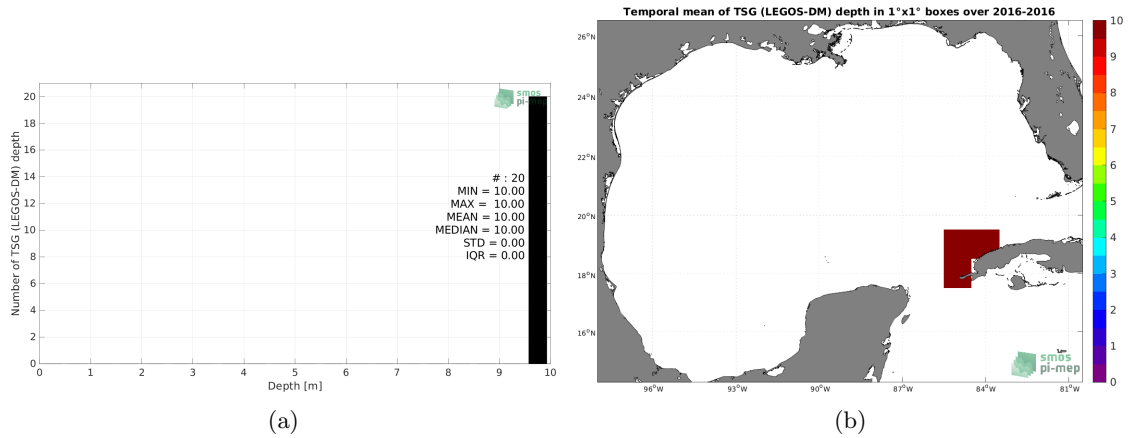 20
18
16
14
12
10
8
6
4
2
0
Number of TSG (LEGOS-DM) depth
smos
pi-mep
# : 20
MIN = 10.00
MAX = 10.00
MEAN = 10.00
MEDIAN = 10.00
STD = 0.00
IQR = 0.00
0 1 2 3 4 5 6 7 8 9 10
Depth [m]
(a)
Temporal mean of TSG (LEGOS-DM) depth in 1°x1° boxes over 2016-2016
26°N
24°N
22°N
20°N
18°N
16°N
96°W 93°W 90°W 87°W 84°W 81°W
smos
pi-mep
10
9
8
7
6
5
4
3
2
1
0
(b)